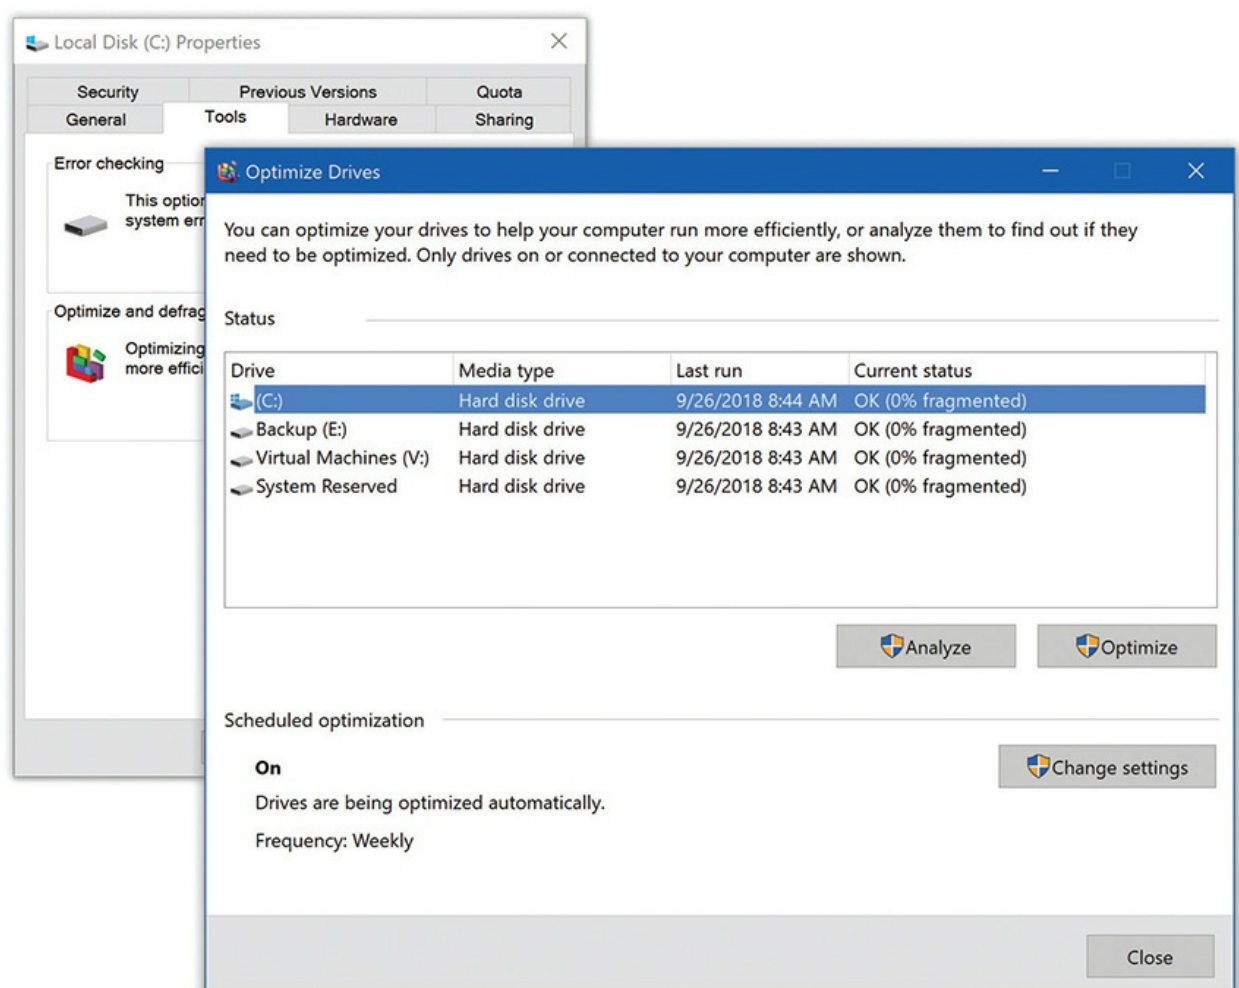 Local Disk (C:) Properties
Security Previous Versions Quota
General Tools Hardware Sharing
Error checking
This option
system err
Optimize and defrag
Optimizing
more effici
Optimize Drives
You can optimize your drives to help your computer run more efficiently, or analyze them to find out if they
need to be optimized. Only drives on or connected to your computer are shown.
Status
Drive Media type Last run Current status
(C:) Hard disk drive 9/26/2018 8:44 AM OK (0% fragmented)
Backup (E:) Hard disk drive 9/26/2018 8:43 AM OK (0% fragmented)
Virtual Machines (V:) Hard disk drive 9/26/2018 8:43 AM OK (0% fragmented)
System Reserved Hard disk drive 9/26/2018 8:43 AM OK (0% fragmented)
Analyze Optimize
Scheduled optimization
On
Change settings
Drives are being optimized automatically.
Frequency: Weekly
Close